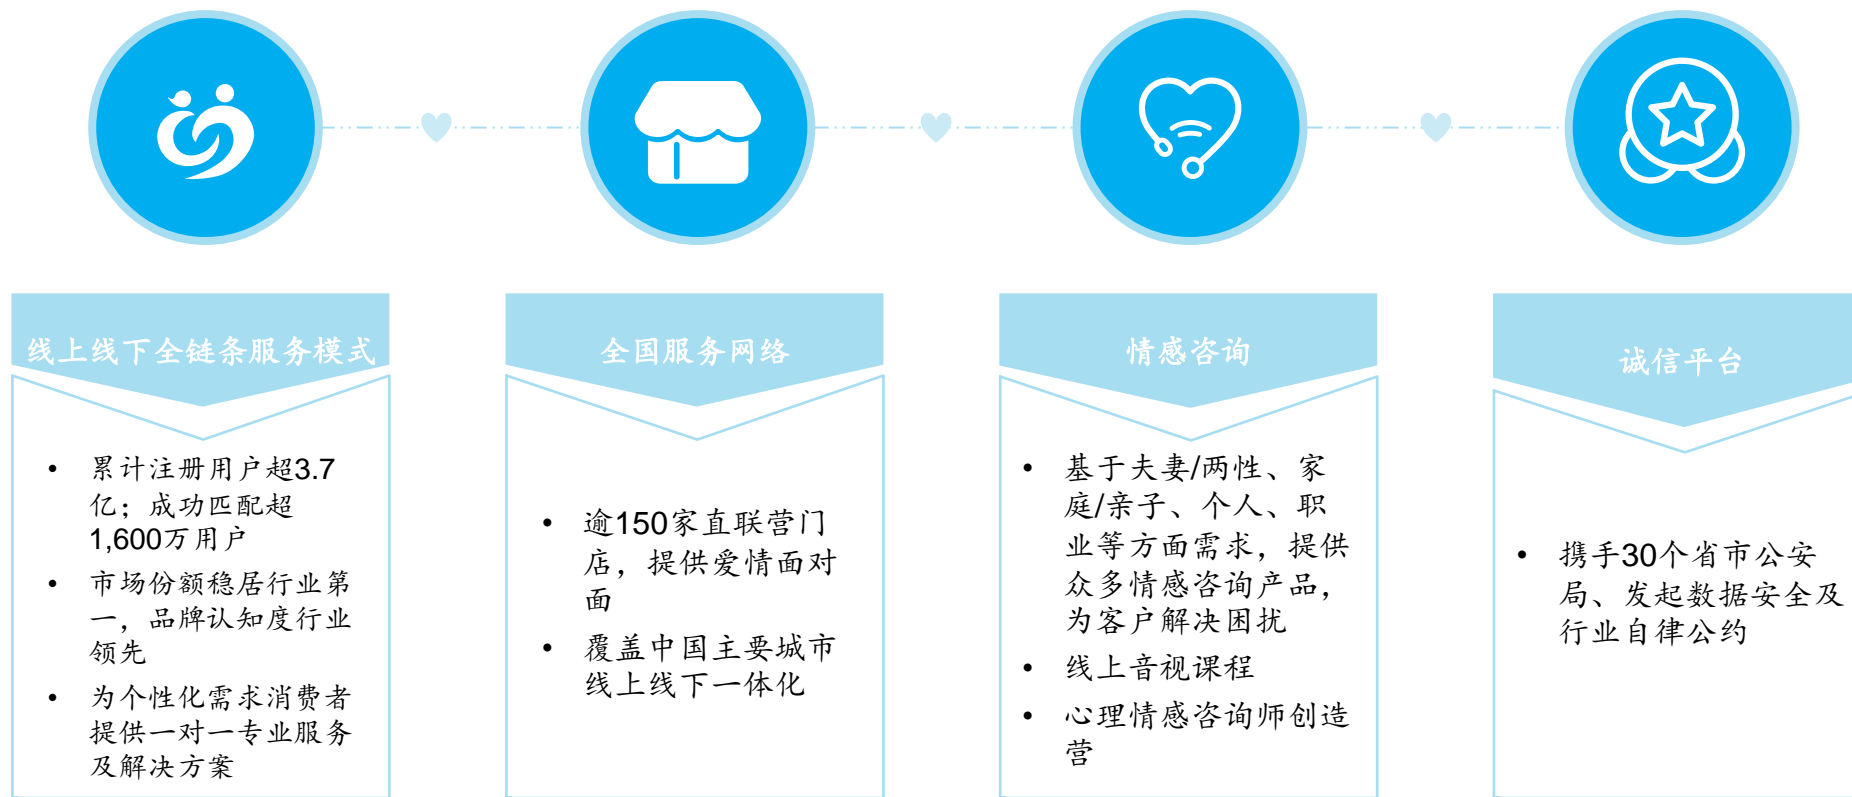 线上线下全链条服务模式
• 累计注册用户超3.7
亿；成功匹配超
1,600万用户
• 市场份额稳居行业第
一，品牌认知度行业
领先
• 为个性化需求消费者
提供一对一专业服务
及解决方案
全国服务网络
• 逾150家直联营门
店，提供爱情面对
面
• 覆盖中国主要城市
线上线下一体化
情感咨询
• 基于夫妻/两性、家
庭/亲子、个人、职
业等方面需求，提供
众多情感咨询产品，
为客户解决困扰
• 线上音视课程
• 心理情感咨询师创造
营
诚信平台
• 携手30个省市公安
局、发起数据安全及
行业自律公约